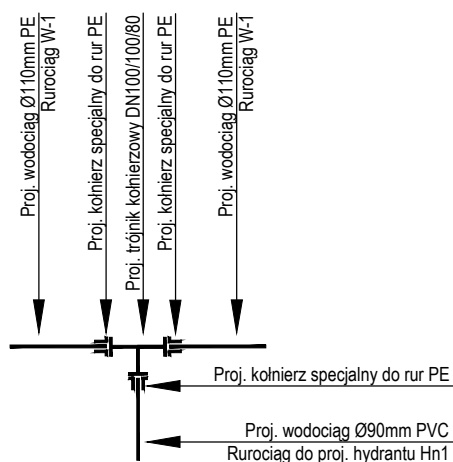 Proj. wodociąg Ø110mm PE
Rurociąg W-1
Proj. kołnierz specjalny do rur PE
Proj. trójnik kołnierzowy DN100/100/80
Proj. kołnierz specjalny do rur PE
Proj. wodociąg Ø110mm PE
Rurociąg W-1
Proj. kołnierz specjalny do rur PE
Proj. wodociąg Ø90mm PVC
Rurociąg do proj. hydrantu Hn1